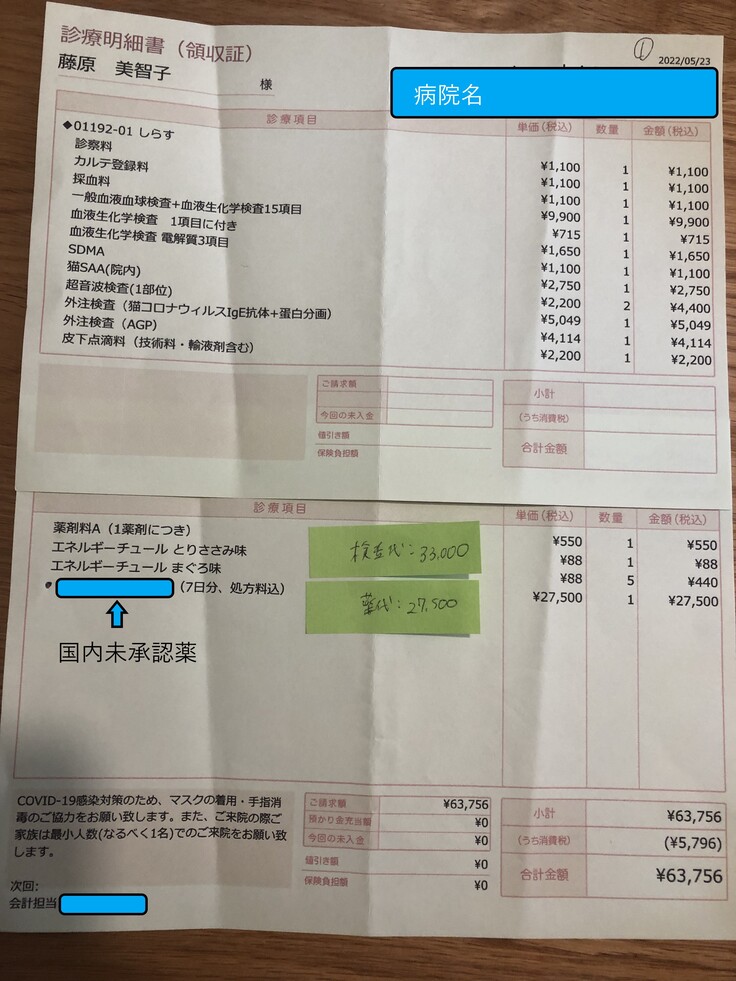 診療明細書（領収証）
①
2022/05/23
藤原 美智子 様
病院名
診療項目 単価(税込) 数量 金額(税込)
◆01192-01 しらす
診察料 ¥1,100 1 ¥1,100
カルテ登録料 ¥1,100 1 ¥1,100
採血料 ¥1,100 1 ¥1,100
一般血液血球検査+血液生化学検査15項目 ¥9,900 1 ¥9,900
血液生化学検査 1項目に付き ¥715 1 ¥715
血液生化学検査 電解質3項目 ¥1,650 1 ¥1,650
SDMA ¥1,100 1 ¥1,100
猫SAA(院内) ¥2,750 1 ¥2,750
超音波検査(1部位) ¥2,200 2 ¥4,400
外注検査（猫コロナウィルスIgE抗体+蛋白分画） ¥5,049 1 ¥5,049
外注検査（AGP） ¥4,114 1 ¥4,114
皮下点滴料（技術料・輸液剤含む） ¥2,200 1 ¥2,200
ご請求額
今回の未入金
値引き額
保険負担額
小計
(うち消費税)
合計金額
診療項目 単価(税込) 数量 金額(税込)
薬剤料A（1薬剤につき） ¥550 1 ¥550
エネルギーチュール とりささみ味 ¥88 1 ¥88
エネルギーチュール まぐろ味 ¥88 5 ¥440
（7日分、処方料込） ¥27,500 1 ¥27,500
検査代：33,000
薬代：27,500
国内未承認薬
COVID-19感染対策のため、マスクの着用・手指消
毒のご協力をお願い致します。また、ご来院の際ご
家族は最小人数(なるべく1名)でのご来院をお願い致
します。
次回:
会計担当
ご請求額 ¥63,756
預かり金充当額 ¥0
今回の未入金 ¥0
値引き額 ¥0
保険負担額 ¥0
小計 ¥63,756
(うち消費税) (¥5,796)
合計金額 ¥63,756